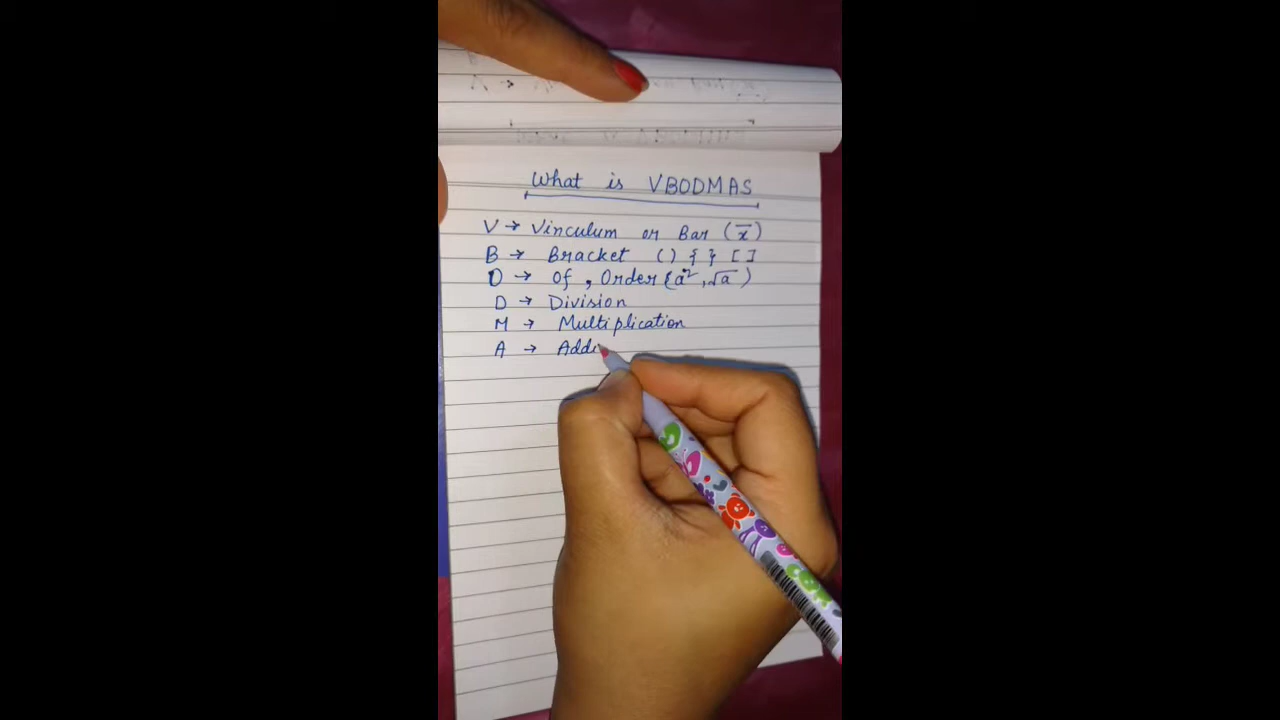 What is VBODMAS
V → Vinculum or Bar (x̅)
B → Bracket () { } [ ]
O → Of , Order (a², √a)
D → Division
M → Multiplication
A → Addi